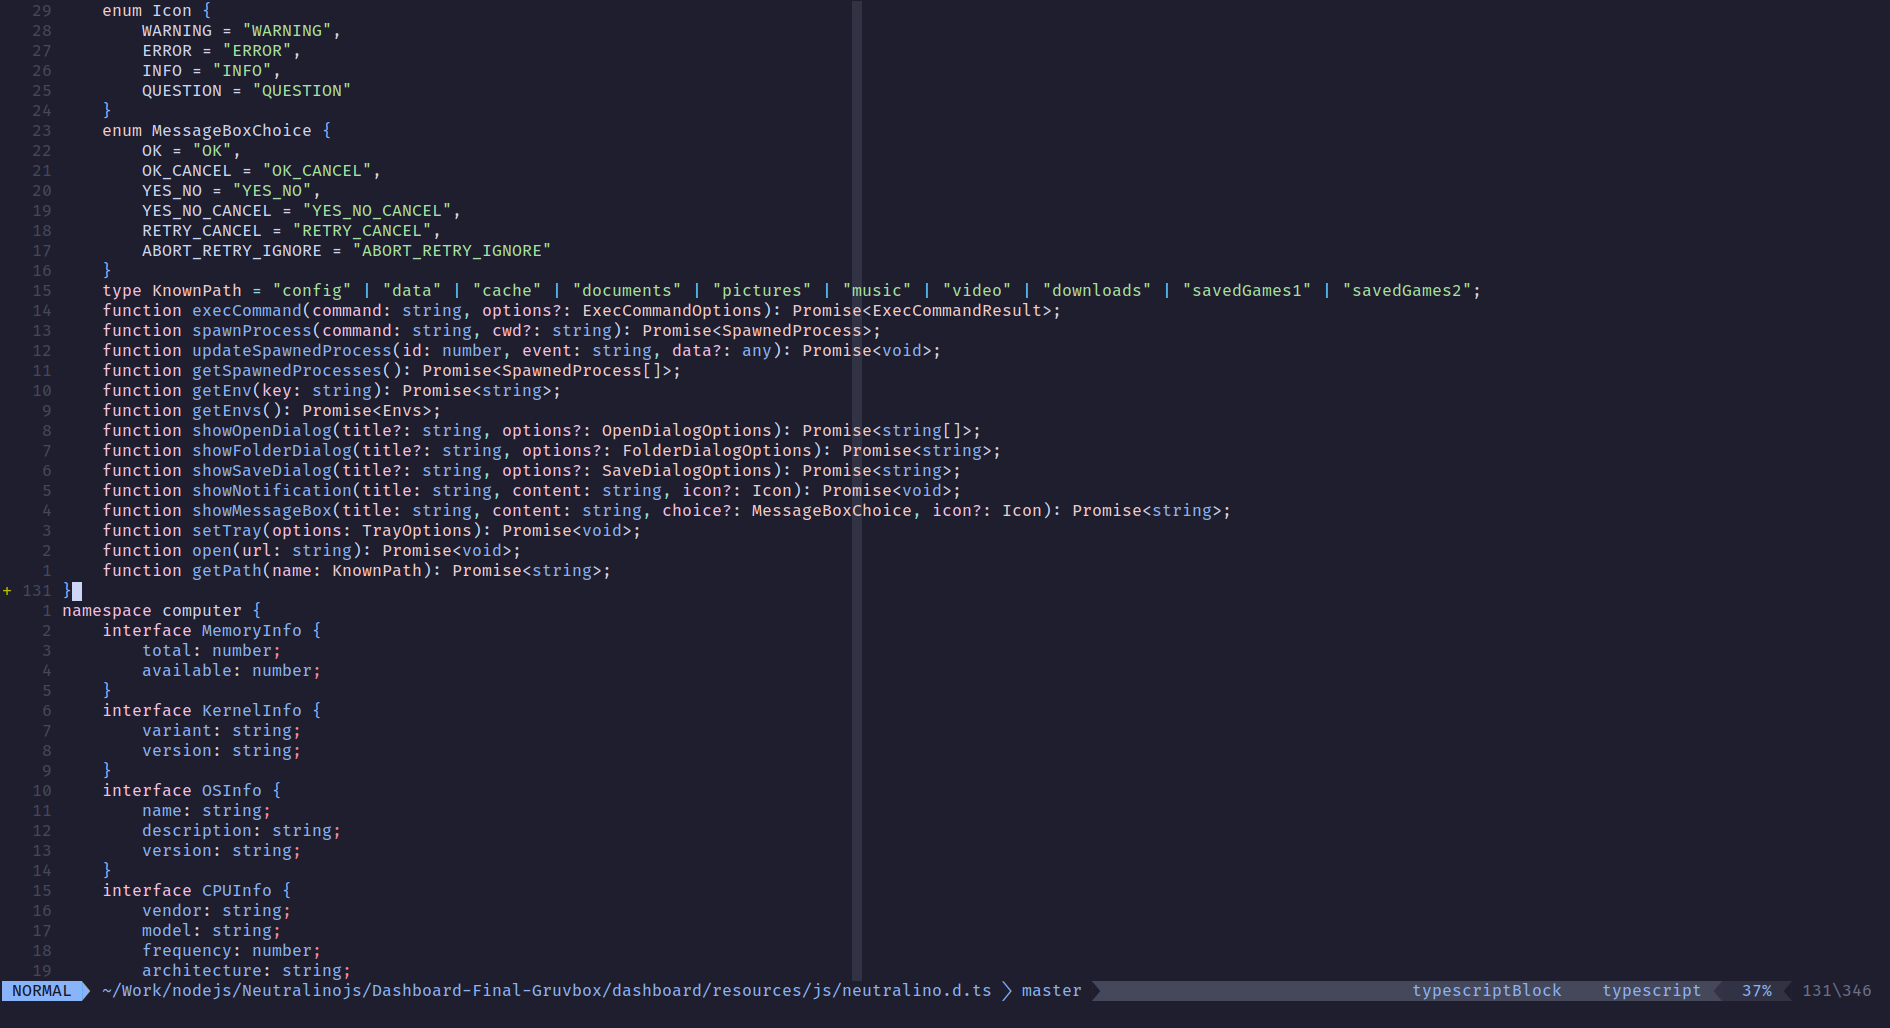 29     enum Icon {
28         WARNING = "WARNING",
27         ERROR = "ERROR",
26         INFO = "INFO",
25         QUESTION = "QUESTION"
24     }
23     enum MessageBoxChoice {
22         OK = "OK",
21         OK_CANCEL = "OK_CANCEL",
20         YES_NO = "YES_NO",
19         YES_NO_CANCEL = "YES_NO_CANCEL",
18         RETRY_CANCEL = "RETRY_CANCEL",
17         ABORT_RETRY_IGNORE = "ABORT_RETRY_IGNORE"
16     }
15     type KnownPath = "config" | "data" | "cache" | "documents" | "pictures" | "music" | "video" | "downloads" | "savedGames1" | "savedGames2";
14     function execCommand(command: string, options?: ExecCommandOptions): Promise<ExecCommandResult>;
13     function spawnProcess(command: string, cwd?: string): Promise<SpawnedProcess>;
12     function updateSpawnedProcess(id: number, event: string, data?: any): Promise<void>;
11     function getSpawnedProcesses(): Promise<SpawnedProcess[]>;
10     function getEnv(key: string): Promise<string>;
9     function getEnvs(): Promise<Envs>;
8     function showOpenDialog(title?: string, options?: OpenDialogOptions): Promise<string[]>;
7     function showFolderDialog(title?: string, options?: FolderDialogOptions): Promise<string>;
6     function showSaveDialog(title?: string, options?: SaveDialogOptions): Promise<string>;
5     function showNotification(title: string, content: string, icon?: Icon): Promise<void>;
4     function showMessageBox(title: string, content: string, choice?: MessageBoxChoice, icon?: Icon): Promise<string>;
3     function setTray(options: TrayOptions): Promise<void>;
2     function open(url: string): Promise<void>;
1     function getPath(name: KnownPath): Promise<string>;
+ 131 }
1 namespace computer {
2     interface MemoryInfo {
3         total: number;
4         available: number;
5     }
6     interface KernelInfo {
7         variant: string;
8         version: string;
9     }
10     interface OSInfo {
11         name: string;
12         description: string;
13         version: string;
14     }
15     interface CPUInfo {
16         vendor: string;
17         model: string;
18         frequency: number;
19         architecture: string;
NORMAL ~/Work/nodejs/Neutralinojs/Dashboard-Final-Gruvbox/dashboard/resources/js/neutralino.d.ts master typescriptBlock typescript 37% 131\346